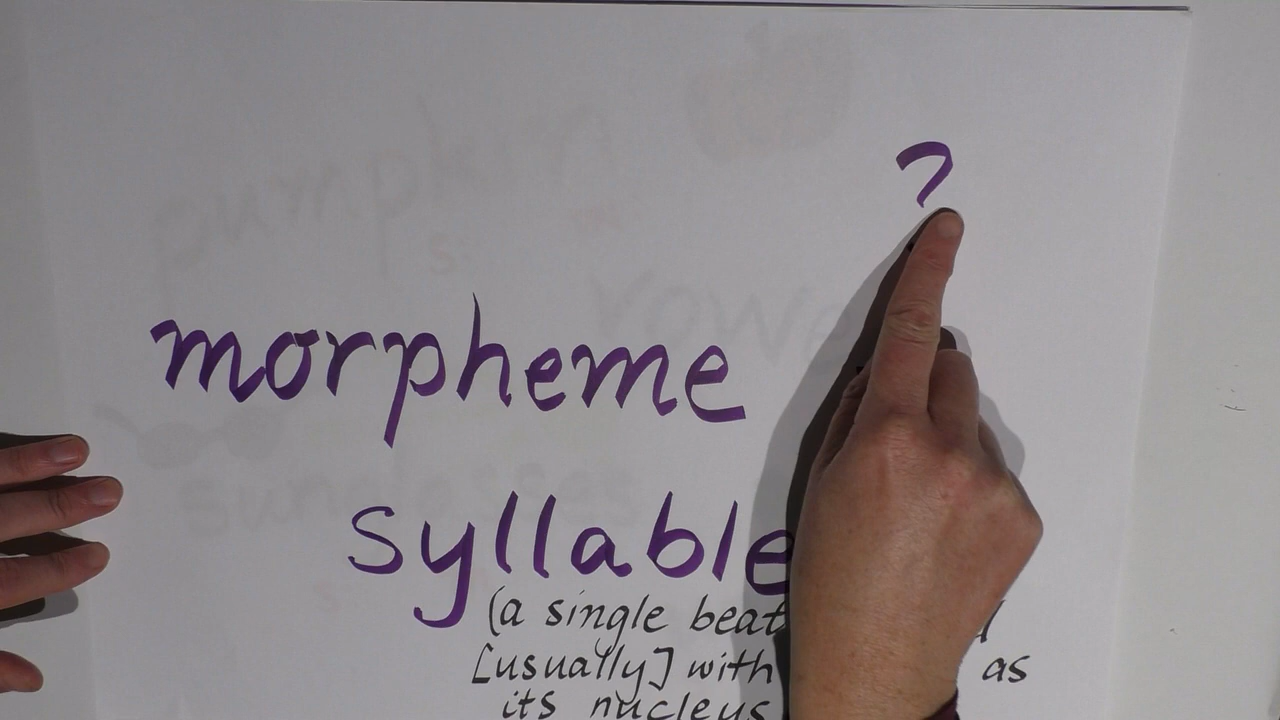 ?
morpheme
syllable
(a single beat
[usually] with as
its nucleus